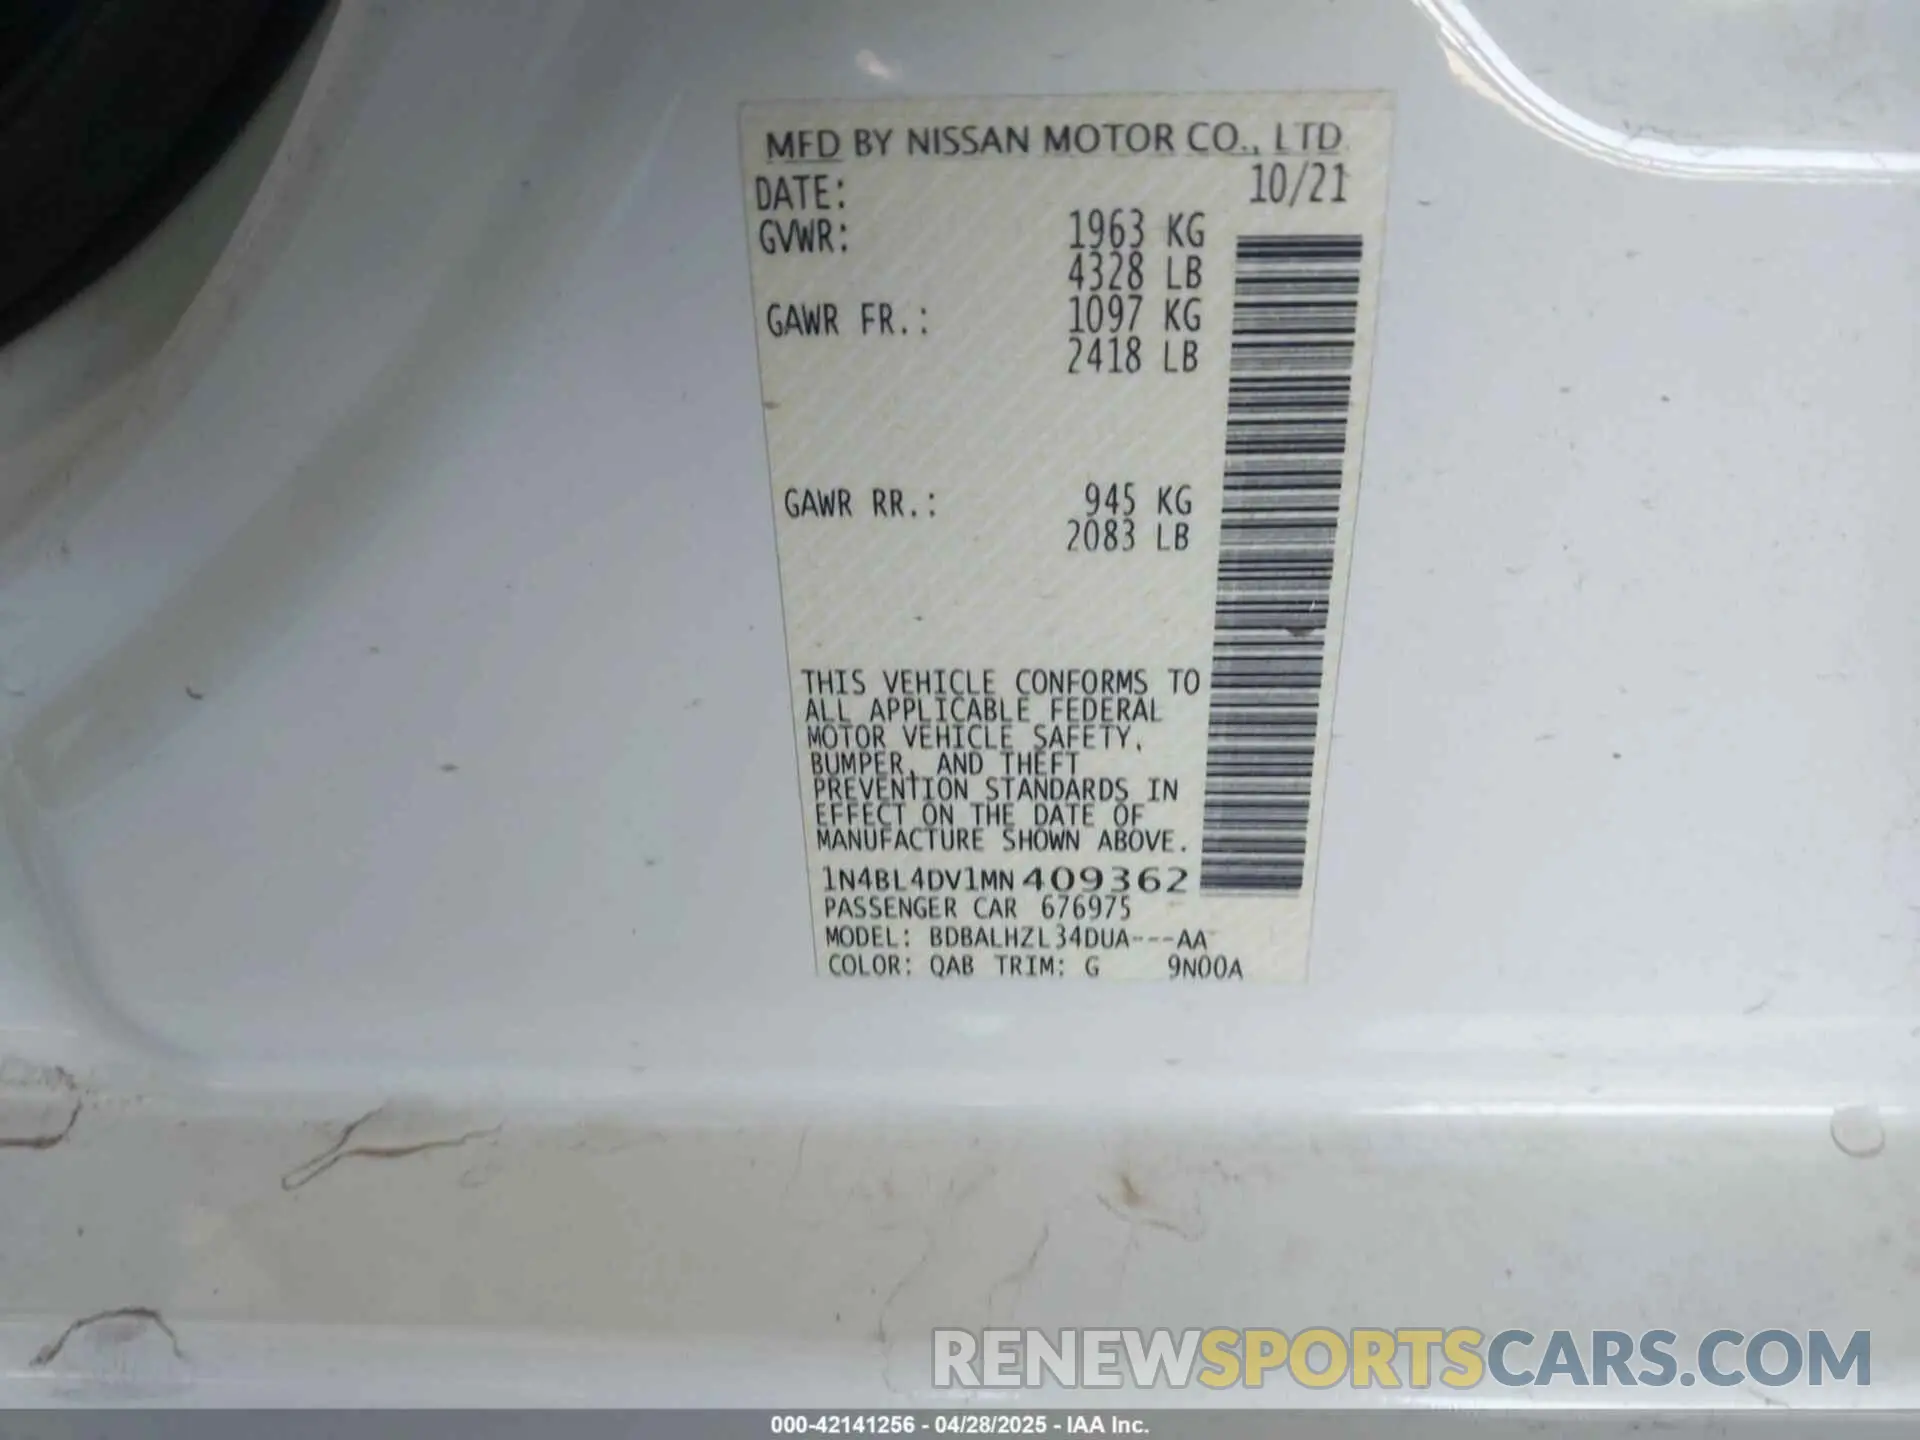 MFD BY NISSAN MOTOR CO., LTD.
DATE: 10/21
GVWR: 1963 KG
4328 LB
GAWR FR.: 1097 KG
2418 LB
GAWR RR.: 945 KG
2083 LB
THIS VEHICLE CONFORMS TO
ALL APPLICABLE FEDERAL
MOTOR VEHICLE SAFETY,
BUMPER, AND THEFT
PREVENTION STANDARDS IN
EFFECT ON THE DATE OF
MANUFACTURE SHOWN ABOVE.
1N4BL4DV1MN409362
PASSENGER CAR 676975
MODEL: BDBALHZL34DUA---AA
COLOR: QAB TRIM: G 9N00A
RENEWSPORTSCARS.COM
000-42141256 - 04/28/2025 - IAA Inc.